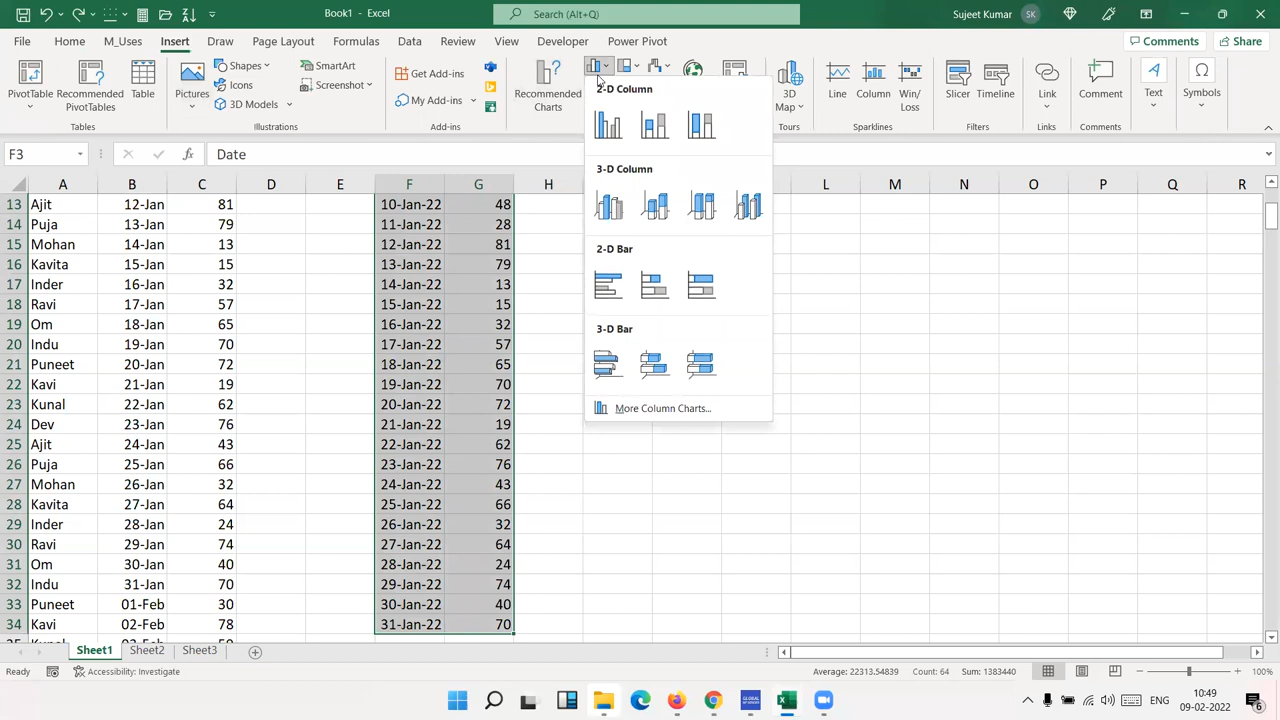 Book1 - Excel
Search (Alt+Q)
Sujeet Kumar
SK
File Home M_Uses Insert Draw Page Layout Formulas Data Review View Developer Help Power Pivot
Comments
Share
PivotTable
Recommended PivotTables
Table
Tables
Pictures
Shapes
Icons
3D Models
SmartArt
Screenshot
Illustrations
Get Add-ins
My Add-ins
Add-ins
Recommended Charts
3D Map
Tours
Line
Column
Win/Loss
Sparklines
Slicer
Timeline
Filters
Link
Links
Comment
Comments
Text
Symbols
2-D Column
3-D Column
2-D Bar
3-D Bar
More Column Charts...
F3
fx
Date
A B C D E F G H L M N O P Q R
13 Ajit 12-Jan 81 10-Jan-22 48
14 Puja 13-Jan 79 11-Jan-22 28
15 Mohan 14-Jan 13 12-Jan-22 81
16 Kavita 15-Jan 15 13-Jan-22 79
17 Inder 16-Jan 32 14-Jan-22 13
18 Ravi 17-Jan 57 15-Jan-22 15
19 Om 18-Jan 65 16-Jan-22 32
20 Indu 19-Jan 70 17-Jan-22 57
21 Puneet 20-Jan 72 18-Jan-22 65
22 Kavi 21-Jan 19 19-Jan-22 70
23 Kunal 22-Jan 62 20-Jan-22 72
24 Dev 23-Jan 76 21-Jan-22 19
25 Ajit 24-Jan 43 22-Jan-22 62
26 Puja 25-Jan 66 23-Jan-22 76
27 Mohan 26-Jan 32 24-Jan-22 43
28 Kavita 27-Jan 64 25-Jan-22 66
29 Inder 28-Jan 24 26-Jan-22 32
30 Ravi 29-Jan 74 27-Jan-22 64
31 Om 30-Jan 40 28-Jan-22 24
32 Indu 31-Jan 70 29-Jan-22 74
33 Puneet 01-Feb 30 30-Jan-22 40
34 Kavi 02-Feb 78 31-Jan-22 70
Sheet1 Sheet2 Sheet3
Ready
Accessibility: Investigate
Average: 22313.54839 Count: 64 Sum: 1383440
100%
ENG
10:49
09-02-2022
6